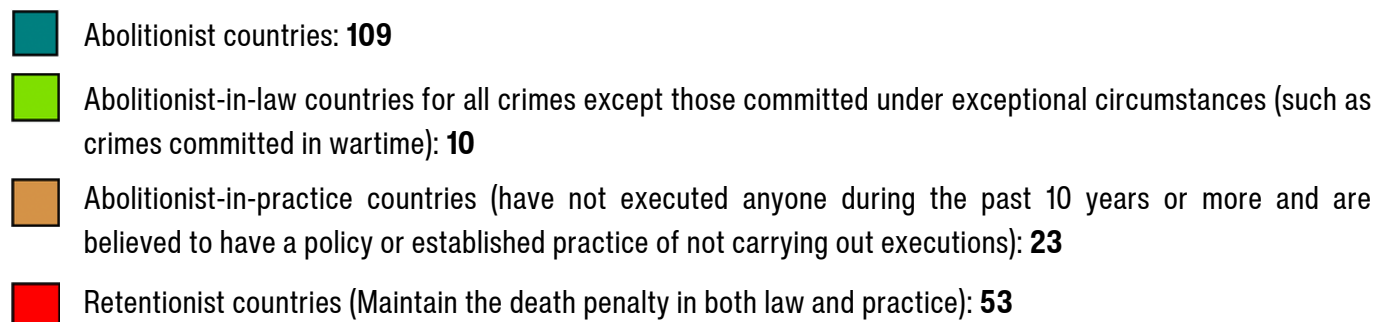 Abolitionist countries: 109
Abolitionist-in-law countries for all crimes except those committed under exceptional circumstances (such as
crimes committed in wartime): 10
Abolitionist-in-practice countries (have not executed anyone during the past 10 years or more and are
believed to have a policy or established practice of not carrying out executions): 23
Retentionist countries (Maintain the death penalty in both law and practice): 53